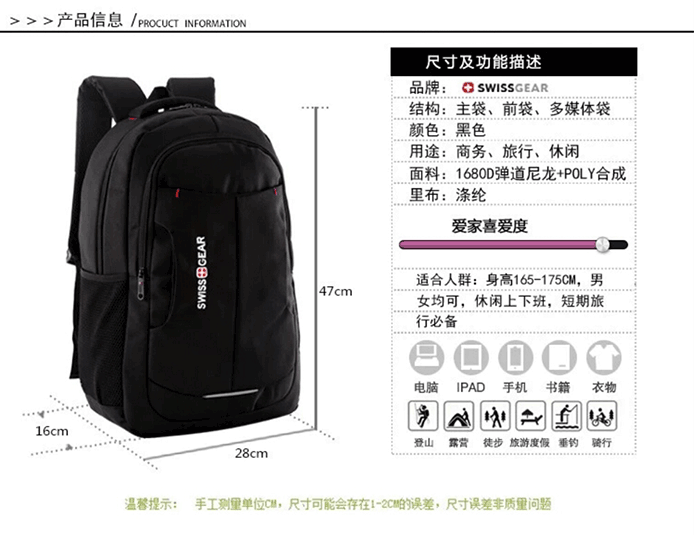 >>>产品信息 /PROCUCT INFORMATION
尺寸及功能描述
品牌： SWISSGEAR
结构：主袋、前袋、多媒体袋
颜色：黑色
用途：商务、旅行、休闲
面料：1680D弹道尼龙+POLY合成
里布：涤纶
爱家喜爱度
适合人群：身高165-175CM，男
女均可，休闲上下班，短期旅
行必备
电脑 IPAD 手机 书籍 衣物
登山 露营 徒步 旅游度假 垂钓 骑行
SWISSGEAR
47cm
16cm
28cm
温馨提示： 手工测量单位CM，尺寸可能会存在1-2CM的误差，尺寸误差非质量问题